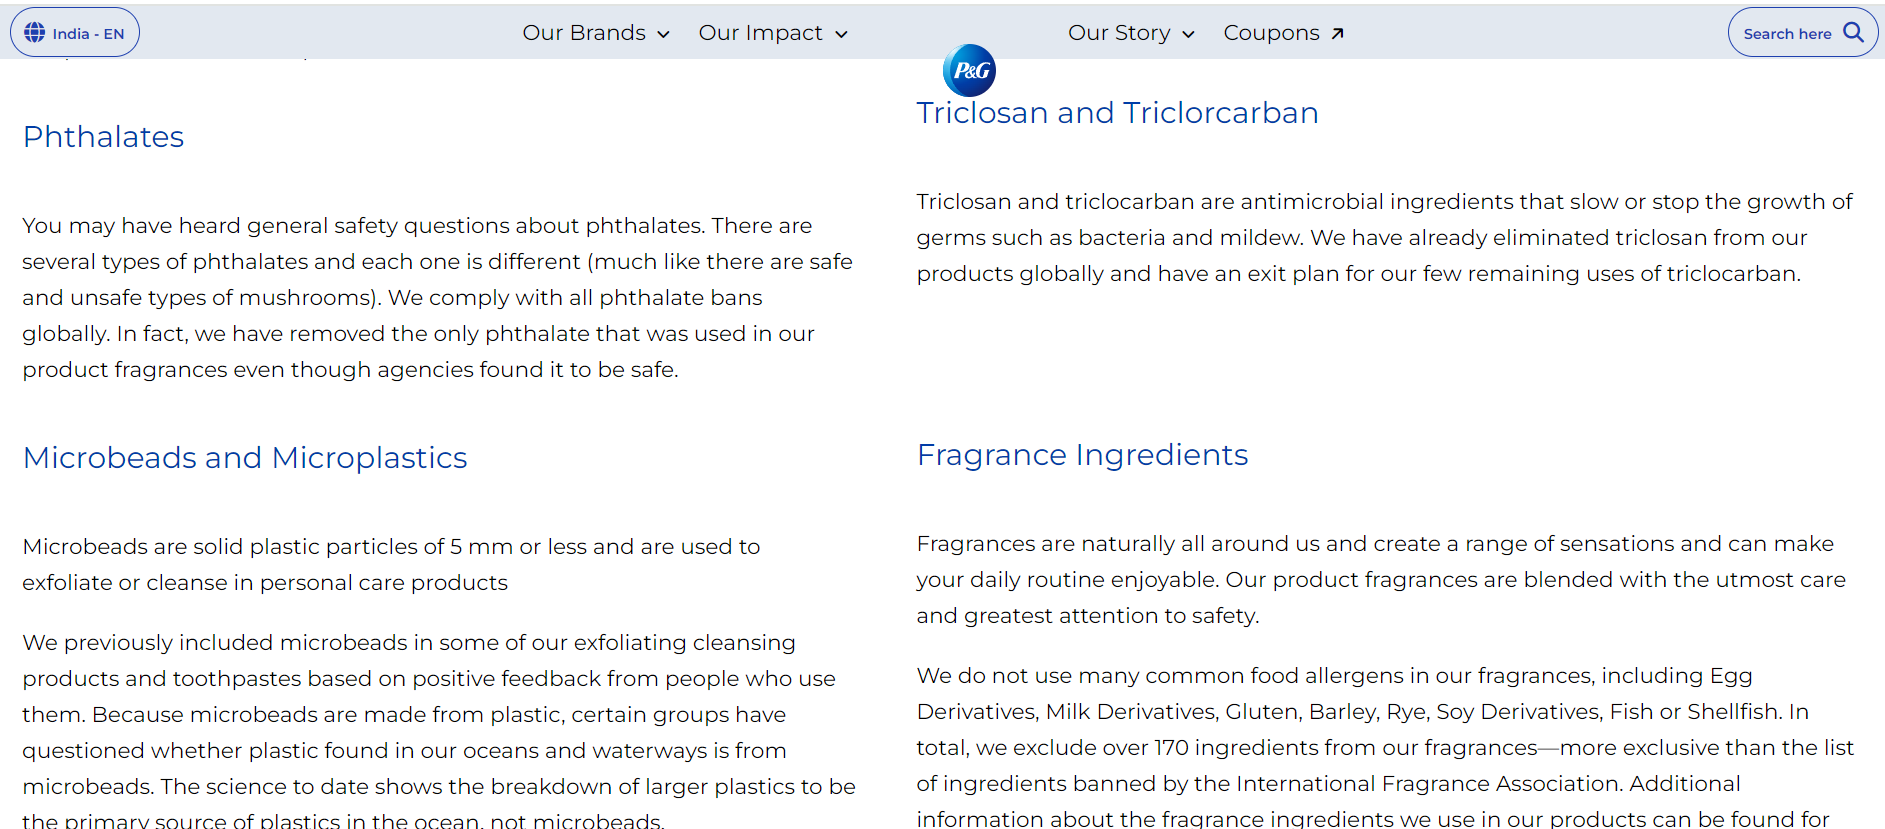 India - EN
Our Brands
Our Impact
P&G
Our Story
Coupons
Search here
Phthalates
You may have heard general safety questions about phthalates. There are
several types of phthalates and each one is different (much like there are safe
and unsafe types of mushrooms). We comply with all phthalate bans
globally. In fact, we have removed the only phthalate that was used in our
product fragrances even though agencies found it to be safe.
Microbeads and Microplastics
Microbeads are solid plastic particles of 5 mm or less and are used to
exfoliate or cleanse in personal care products
We previously included microbeads in some of our exfoliating cleansing
products and toothpastes based on positive feedback from people who use
them. Because microbeads are made from plastic, certain groups have
questioned whether plastic found in our oceans and waterways is from
microbeads. The science to date shows the breakdown of larger plastics to be
the primary source of plastics in the ocean, not microbeads.
Triclosan and Triclorcarban
Triclosan and triclocarban are antimicrobial ingredients that slow or stop the growth of
germs such as bacteria and mildew. We have already eliminated triclosan from our
products globally and have an exit plan for our few remaining uses of triclocarban.
Fragrance Ingredients
Fragrances are naturally all around us and create a range of sensations and can make
your daily routine enjoyable. Our product fragrances are blended with the utmost care
and greatest attention to safety.
We do not use many common food allergens in our fragrances, including Egg
Derivatives, Milk Derivatives, Gluten, Barley, Rye, Soy Derivatives, Fish or Shellfish. In
total, we exclude over 170 ingredients from our fragrances—more exclusive than the list
of ingredients banned by the International Fragrance Association. Additional
information about the fragrance ingredients we use in our products can be found for